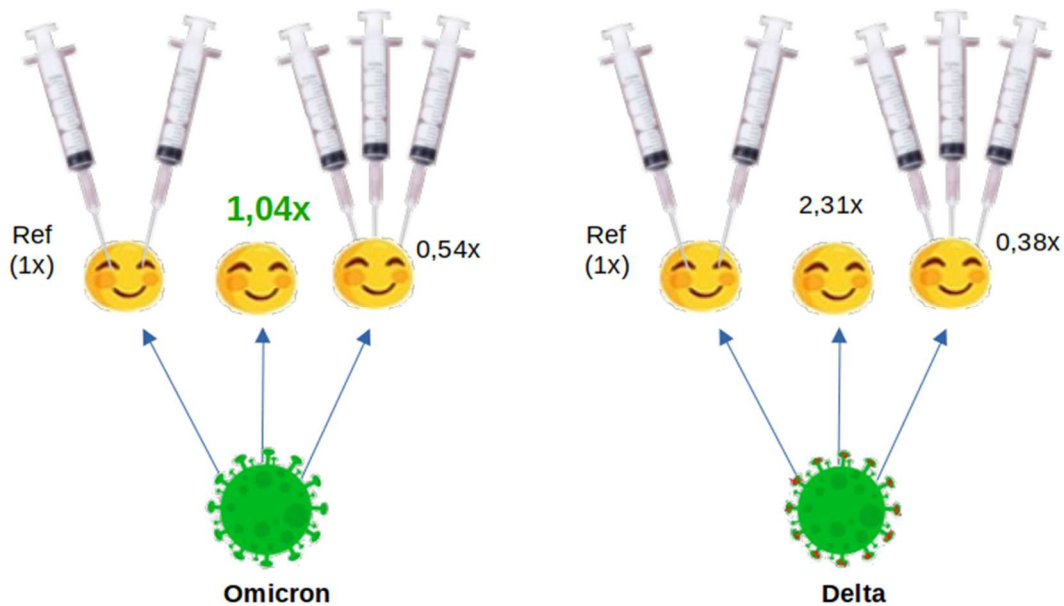 Ref
(1x)
1,04x
0,54x
Omicron
Ref
(1x)
2,31x
0,38x
Delta